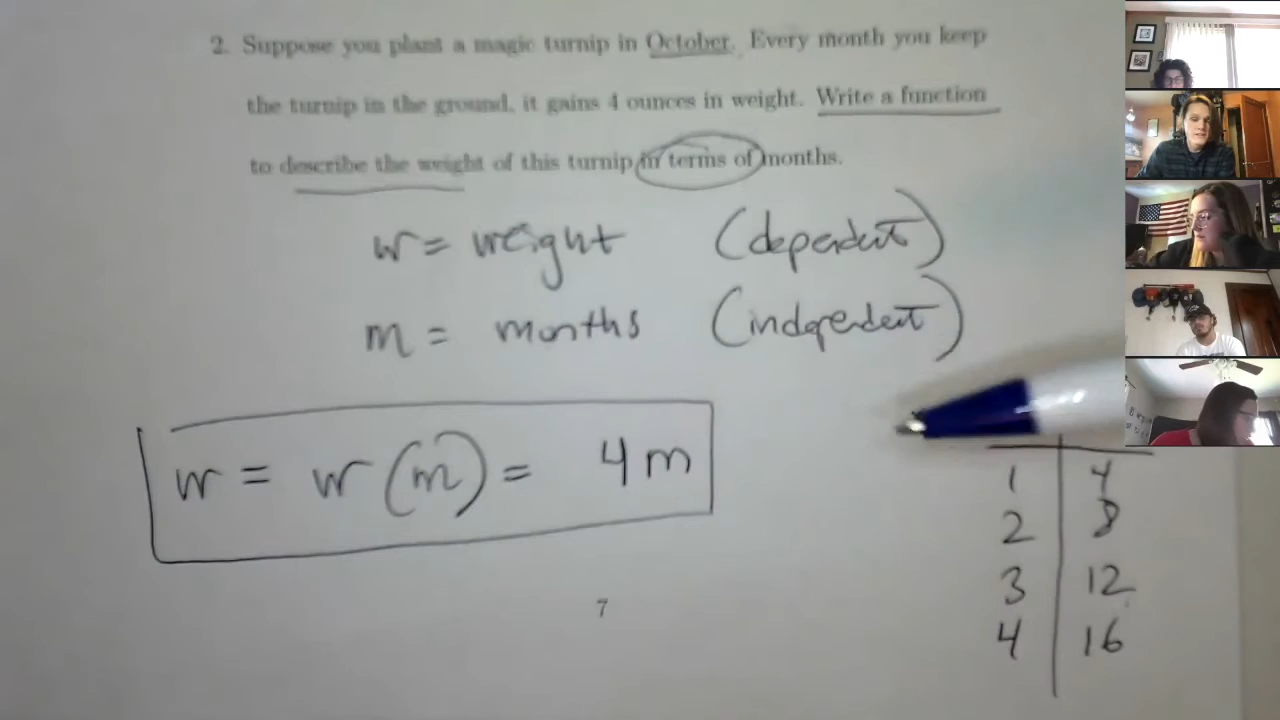 2. Suppose you plant a magic turnip in October. Every month you keep
the turnip in the ground, it gains 4 ounces in weight. Write a function
to describe the weight of this turnip in terms of months.
w = weight (dependent)
m = months (independent)
w = w(m) = 4m
1 4
2 8
3 12
4 16
7